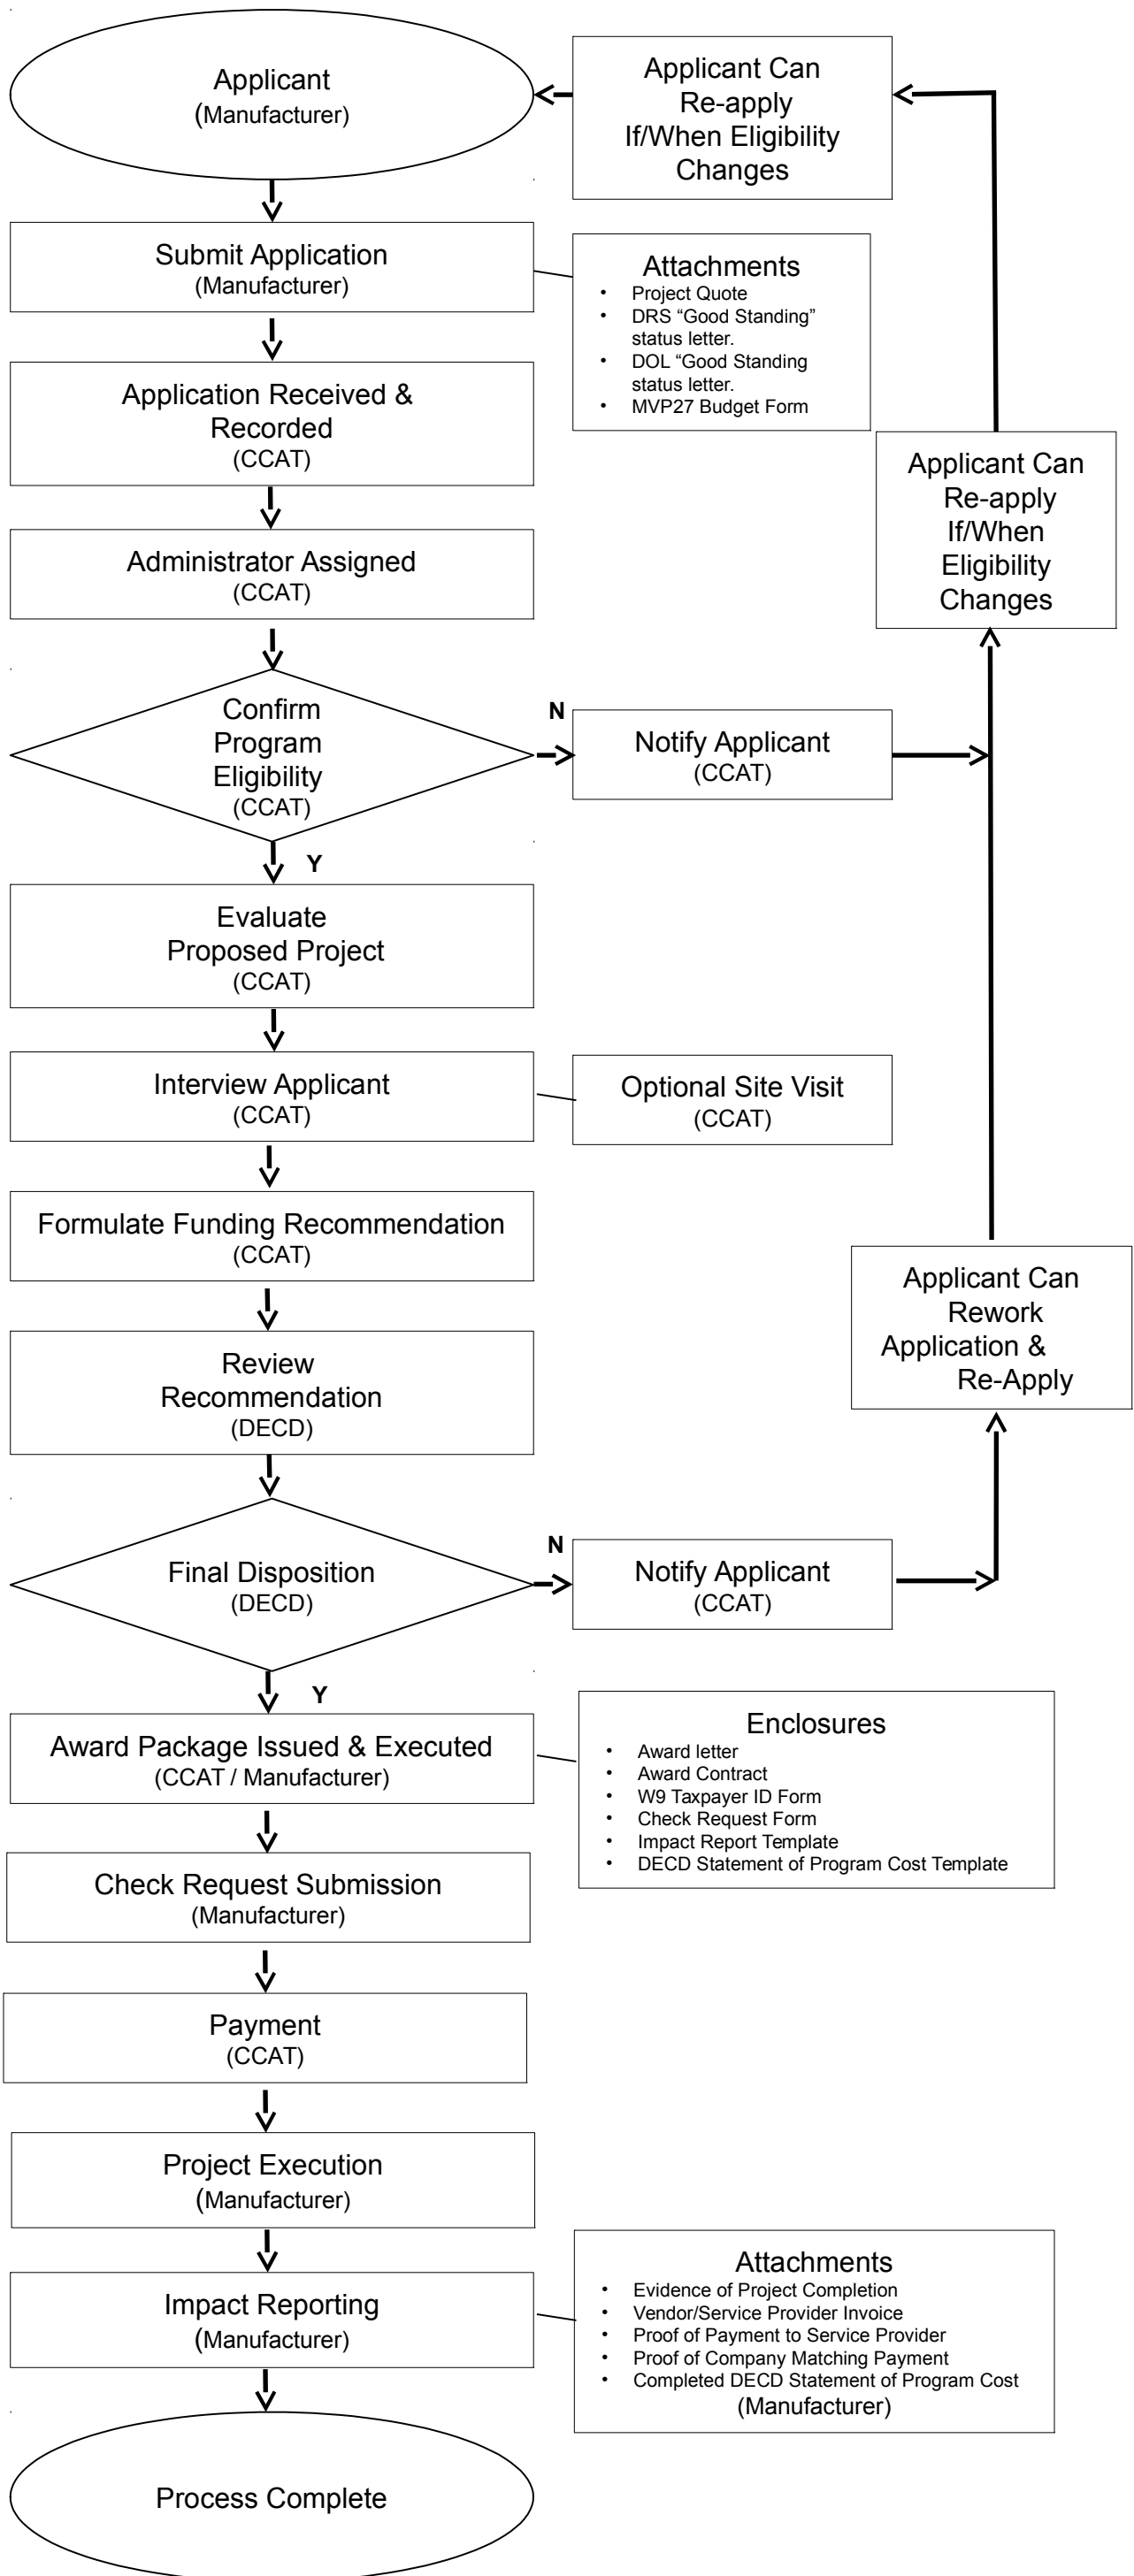 Applicant
(Manufacturer)
Applicant Can
Re-apply
If/When Eligibility
Changes
Submit Application
(Manufacturer)
Attachments
• Project Quote
• DRS “Good Standing”
status letter.
• DOL “Good Standing
status letter.
• MVP27 Budget Form
Application Received &
Recorded
(CCAT)
Applicant Can
Re-apply
If/When
Eligibility
Changes
Administrator Assigned
(CCAT)
Confirm
Program
Eligibility
(CCAT)
N
Notify Applicant
(CCAT)
Y
Evaluate
Proposed Project
(CCAT)
Interview Applicant
(CCAT)
Optional Site Visit
(CCAT)
Formulate Funding Recommendation
(CCAT)
Applicant Can
Rework
Application &
Re-Apply
Review
Recommendation
(DECD)
Final Disposition
(DECD)
N
Notify Applicant
(CCAT)
Y
Award Package Issued & Executed
(CCAT / Manufacturer)
Enclosures
• Award letter
• Award Contract
• W9 Taxpayer ID Form
• Check Request Form
• Impact Report Template
• DECD Statement of Program Cost Template
Check Request Submission
(Manufacturer)
Payment
(CCAT)
Project Execution
(Manufacturer)
Impact Reporting
(Manufacturer)
Attachments
• Evidence of Project Completion
• Vendor/Service Provider Invoice
• Proof of Payment to Service Provider
• Proof of Company Matching Payment
• Completed DECD Statement of Program Cost
(Manufacturer)
Process Complete